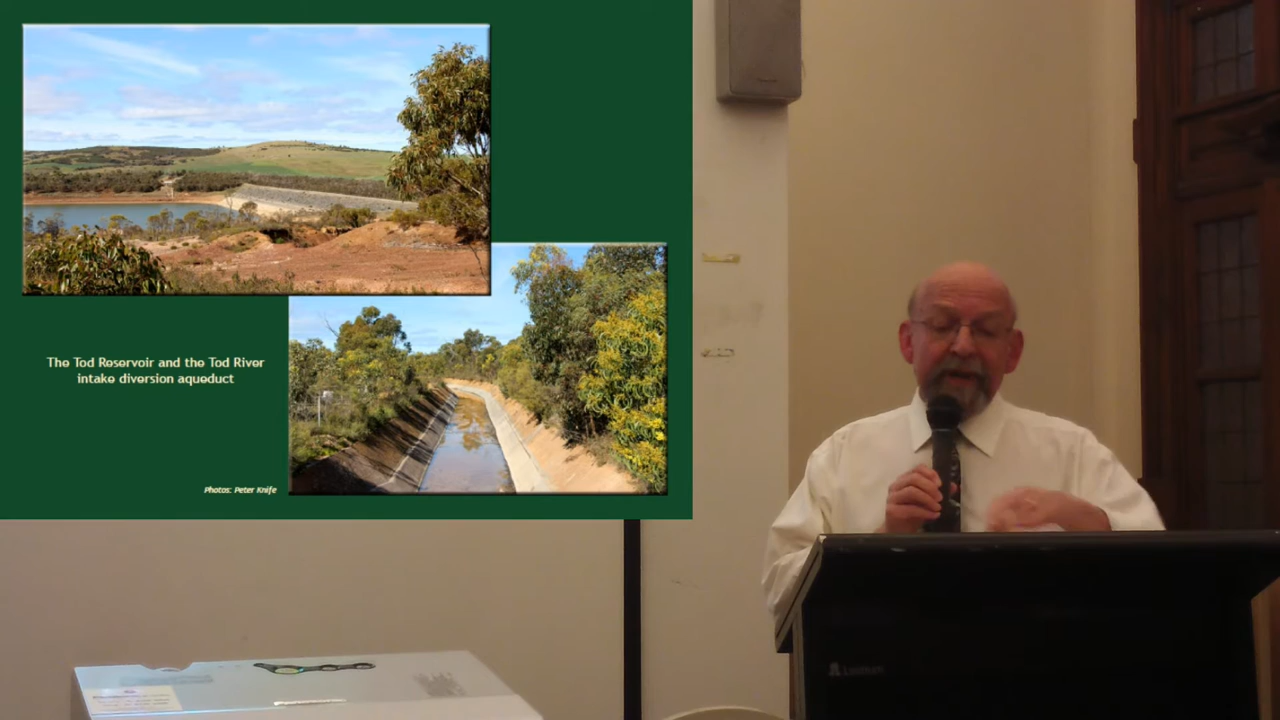 The Tod Reservoir and the Tod River
intake diversion aqueduct
Photos: Peter Knife